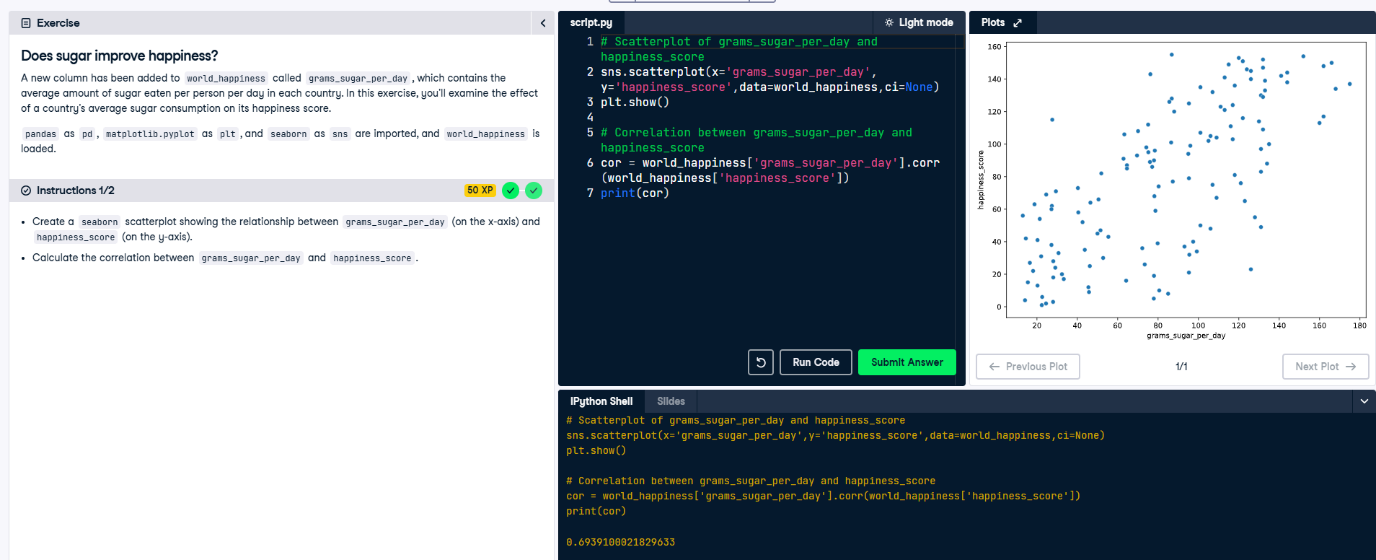 Exercise
Does sugar improve happiness?
A new column has been added to world_happiness called grams_sugar_per_day, which contains the
average amount of sugar eaten per person per day in each country. In this exercise, you'll examine the effect
of a country's average sugar consumption on its happiness score.
pandas as pd, matplotlib.pyplot as plt, and seaborn as sns are imported, and world_happiness is
loaded.
Instructions 1/2
50 XP
• Create a seaborn scatterplot showing the relationship between grams_sugar_per_day (on the x-axis) and
happiness_score (on the y-axis).
• Calculate the correlation between grams_sugar_per_day and happiness_score.
script.py
Light mode
1 # Scatterplot of grams_sugar_per_day and
happiness_score
2 sns.scatterplot(x='grams_sugar_per_day',
y='happiness_score',data=world_happiness,ci=None)
3 plt.show()
4
5 # Correlation between grams_sugar_per_day and
happiness_score
6 cor = world_happiness['grams_sugar_per_day'].corr
(world_happiness['happiness_score'])
7 print(cor)
Run Code
Submit Answer
Plots
160
140
120
100
80
60
40
20
0
happiness_score
20 40 60 80 100 120 140 160 180
grams_sugar_per_day
Previous Plot
1/1
Next Plot
IPython Shell
Slides
# Scatterplot of grams_sugar_per_day and happiness_score
sns.scatterplot(x='grams_sugar_per_day',y='happiness_score',data=world_happiness,ci=None)
plt.show()
# Correlation between grams_sugar_per_day and happiness_score
cor = world_happiness['grams_sugar_per_day'].corr(world_happiness['happiness_score'])
print(cor)
0.6939100021829633